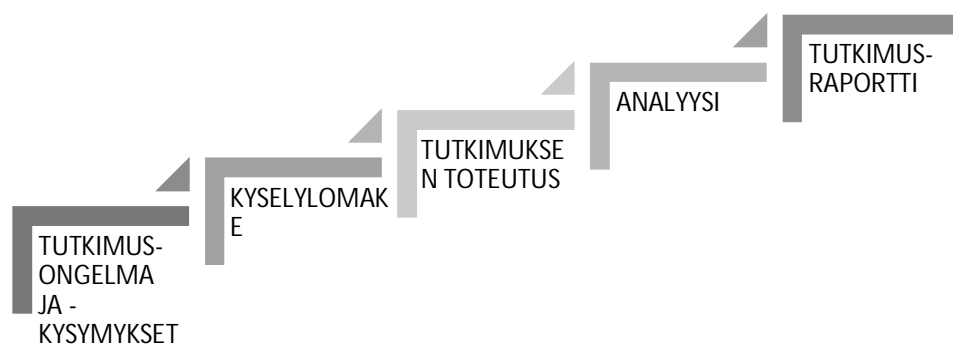 TUTKIMUS-
ONGELMA
JA -
KYSYMYKSET
KYSELYLOMAK
E
TUTKIMUKSE
N TOTEUTUS
ANALYYSI
TUTKIMUS-
RAPORTTI